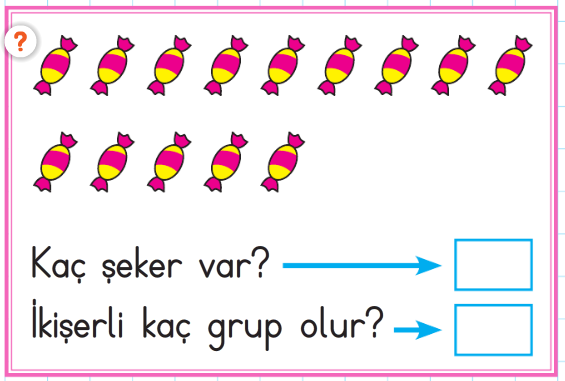 ?
Kaç şeker var?
İkişerli kaç grup olur?